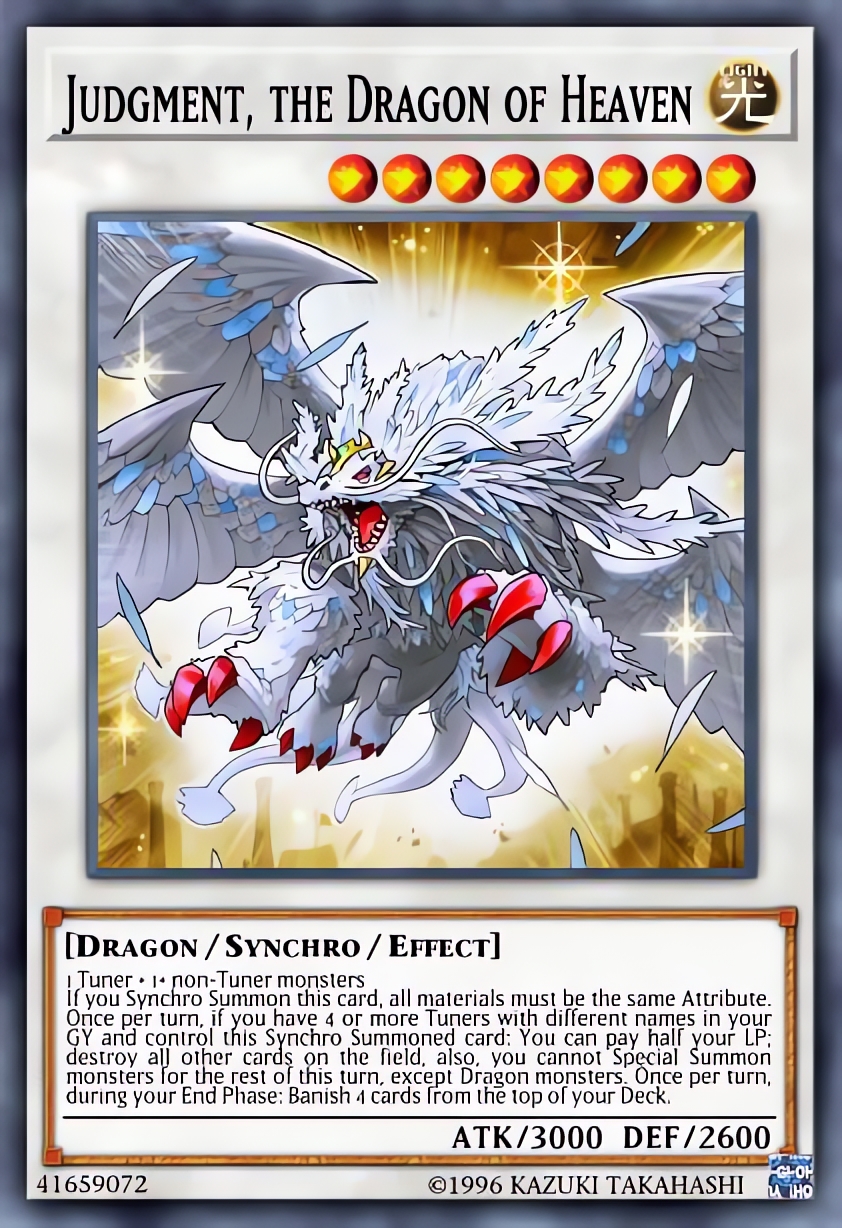 JUDGMENT, THE DRAGON OF HEAVEN
光
[DRAGON / SYNCHRO / EFFECT]
1 Tuner + 1+ non-Tuner monsters
If you Synchro Summon this card, all materials must be the same Attribute.
Once per turn, if you have 4 or more Tuners with different names in your
GY and control this Synchro Summoned card: You can pay half your LP;
destroy all other cards on the field, also, you cannot Special Summon
monsters for the rest of this turn, except Dragon monsters. Once per turn,
during your End Phase: Banish 4 cards from the top of your Deck.
ATK/3000 DEF/2600
41659072
©1996 KAZUKI TAKAHASHI